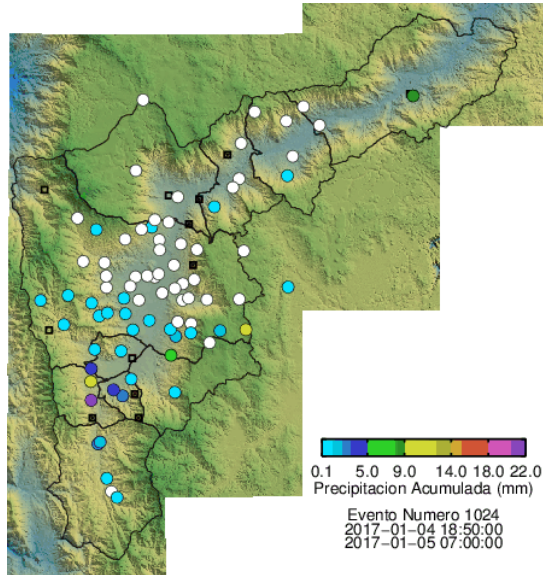 0.1 5.0 9.0 14.0 18.0 22.0
Precipitacion Acumulada (mm)
Evento Numero 1024
2017-01-04 18:50:00
2017-01-05 07:00:00